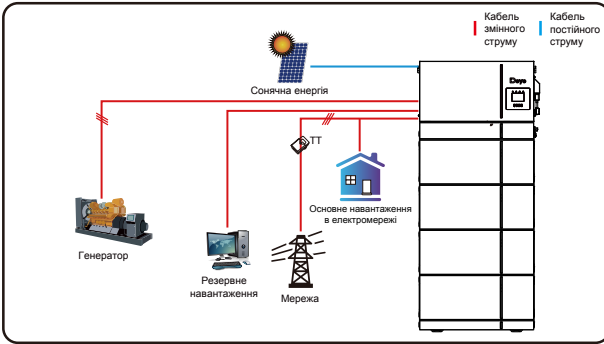 Кабель
змінного
струму
Кабель
постійного
струму
Сонячна енергія
Deye
ТТ
Основне навантаження
в електромережі
Генератор
Резервне
навантаження
Мережа